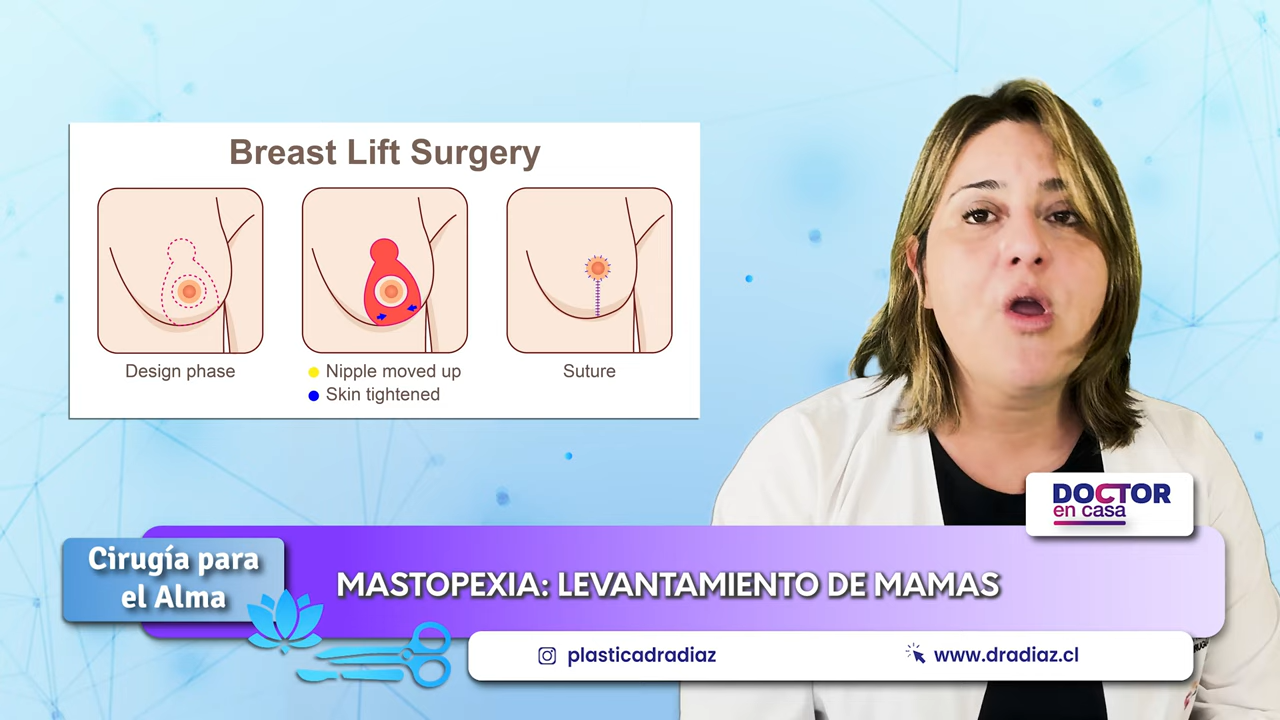 Breast Lift Surgery
Design phase
Nipple moved up
Skin tightened
Suture
DOCTOR
en casa
Cirugía para
el Alma
MASTOPEXIA: LEVANTAMIENTO DE MAMAS
plasticadradiaz
www.dradiaz.cl